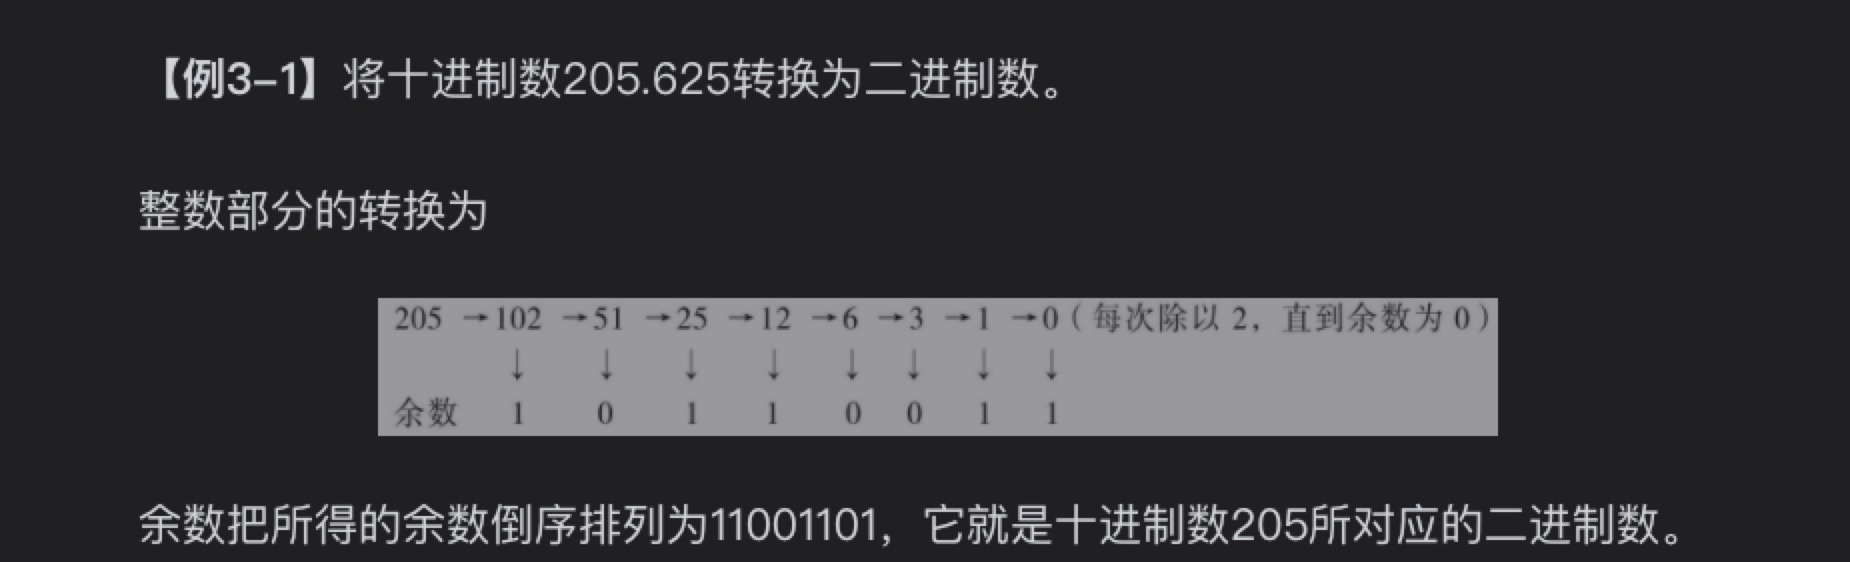 【例3-1】将十进制数205.625转换为二进制数。
整数部分的转换为
205 →102 →51 →25 →12 →6 →3 →1 →0（每次除以 2，直到余数为 0）
↓ ↓ ↓ ↓ ↓ ↓ ↓ ↓
余数 1 0 1 1 0 0 1 1
余数把所得的余数倒序排列为11001101，它就是十进制数205所对应的二进制数。